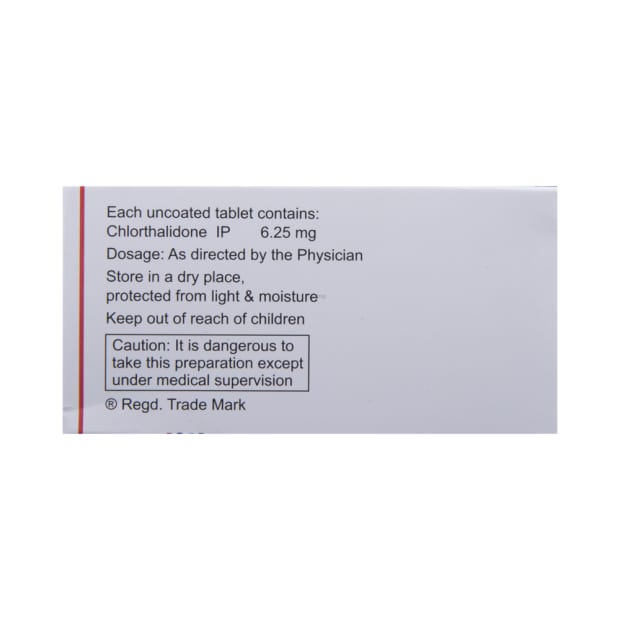 Each uncoated tablet contains:
Chlorthalidone IP 6.25 mg
Dosage: As directed by the Physician
Store in a dry place,
protected from light & moisture
Keep out of reach of children
Caution: It is dangerous to
take this preparation except
under medical supervision
® Regd. Trade Mark